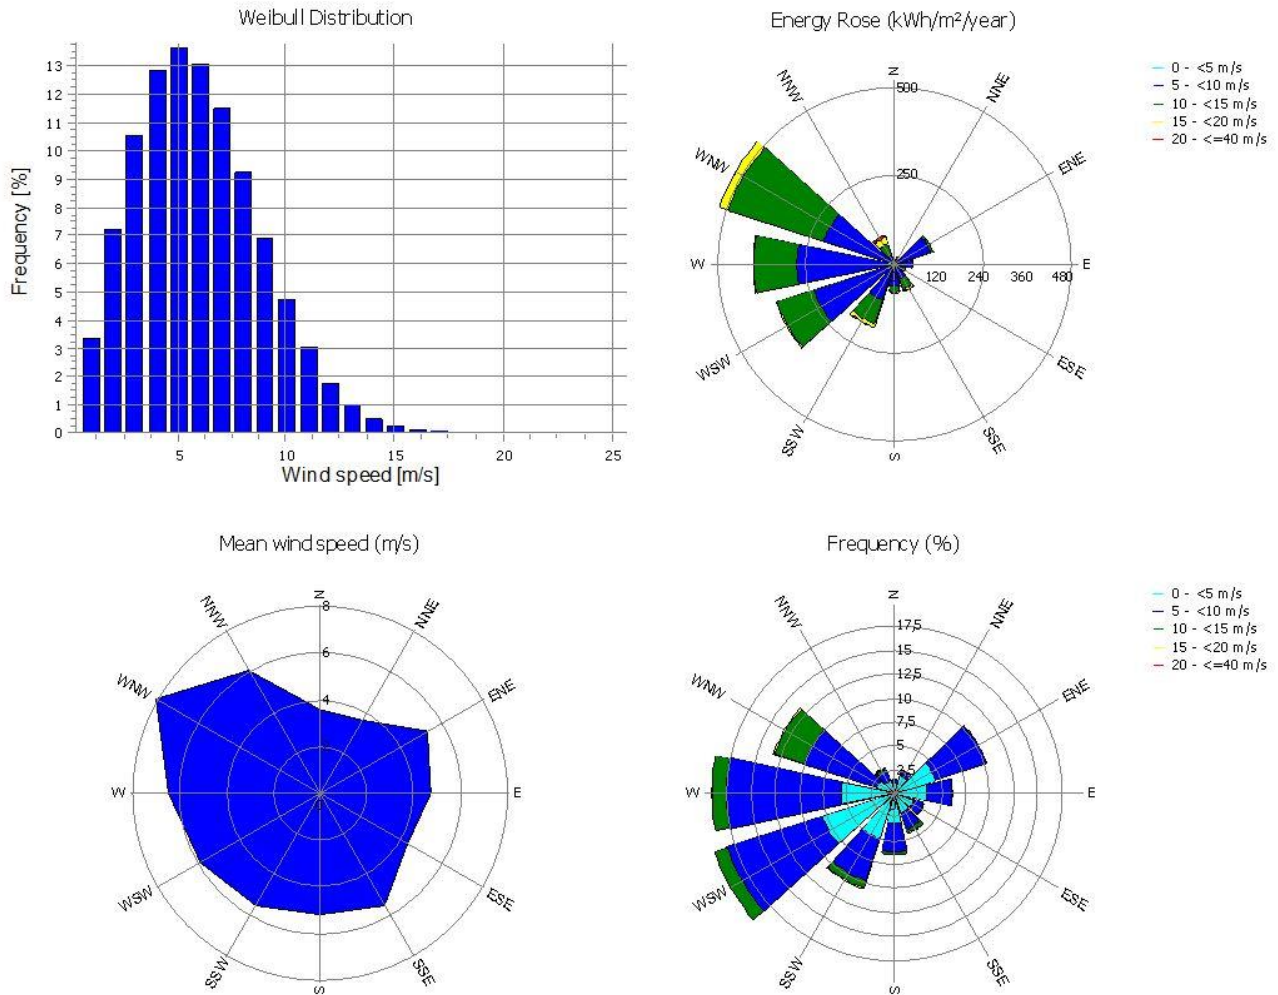 Weibull Distribution
Frequency [%]
13
12
11
10
9
8
7
6
5
4
3
2
1
0
5 10 15 20 25
Wind speed [m/s]
Energy Rose (kWh/m²/year)
N
NNE
ENE
E
ESE
SSE
S
SSW
WSW
W
WNW
NNW
500
250
120 240 360 480
0 - <5 m/s
5 - <10 m/s
10 - <15 m/s
15 - <20 m/s
20 - <=40 m/s
Mean wind speed (m/s)
N
NNE
ENE
E
ESE
SSE
S
SSW
WSW
W
WNW
NNW
8
6
4
2
Frequency (%)
N
NNE
ENE
E
ESE
SSE
S
SSW
WSW
W
WNW
NNW
17,5
15
12,5
10
7,5
5
2,5
0 - <5 m/s
5 - <10 m/s
10 - <15 m/s
15 - <20 m/s
20 - <=40 m/s